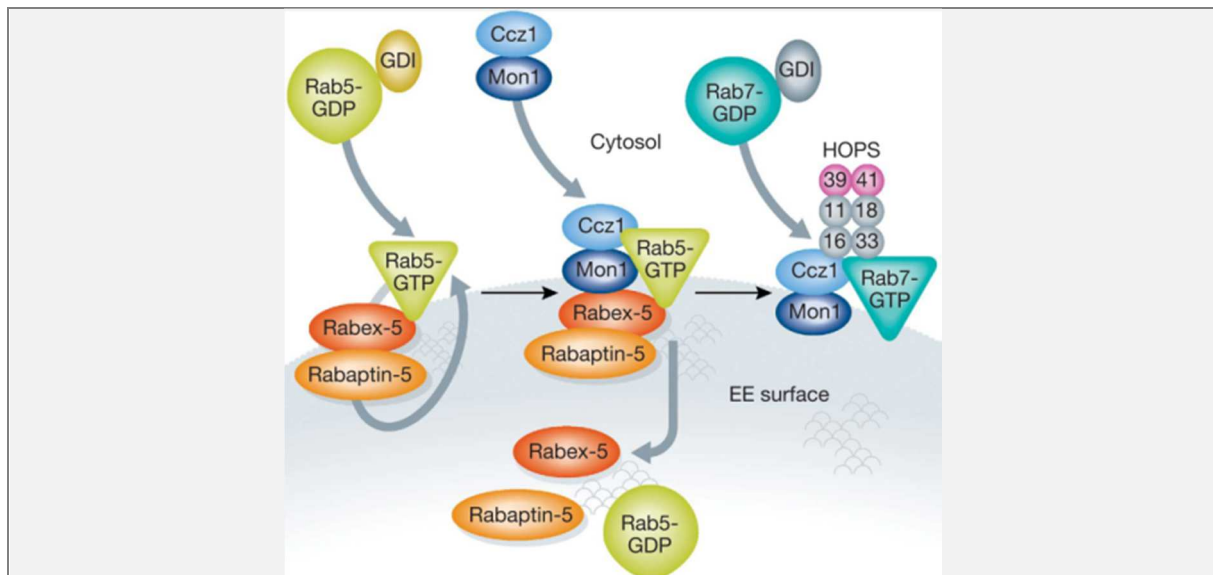 Ccz1
Mon1
GDI
Rab5-
GDP
GDI
Rab7-
GDP
Cytosol
HOPS
39 41
11 18
16 33
Ccz1
Mon1
Rab5-
GTP
Rab5-
GTP
Ccz1
Mon1
Rab7-
GTP
Rabex-5
Rabaptin-5
Rabex-5
Rabaptin-5
EE surface
Rabex-5
Rabaptin-5
Rab5-
GDP